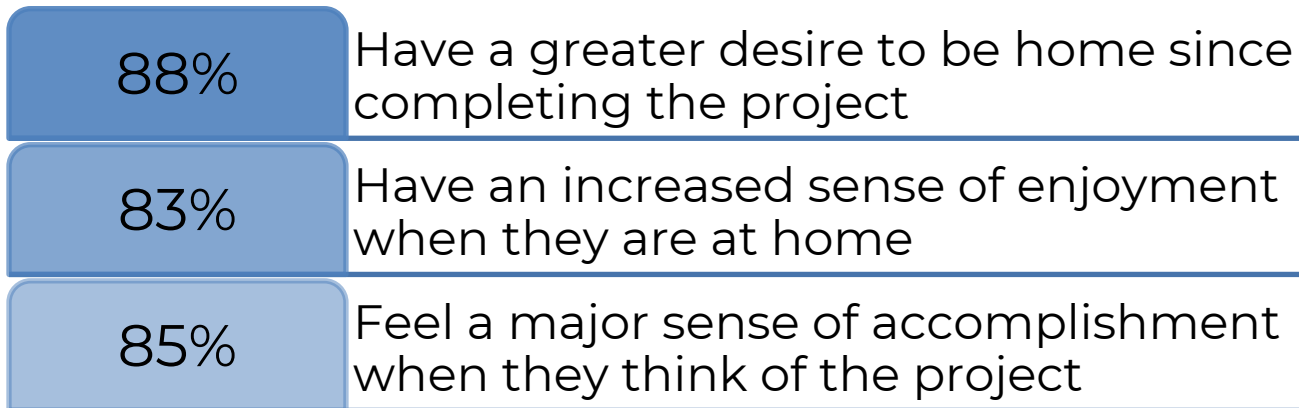 88%
Have a greater desire to be home since
completing the project
83%
Have an increased sense of enjoyment
when they are at home
85%
Feel a major sense of accomplishment
when they think of the project